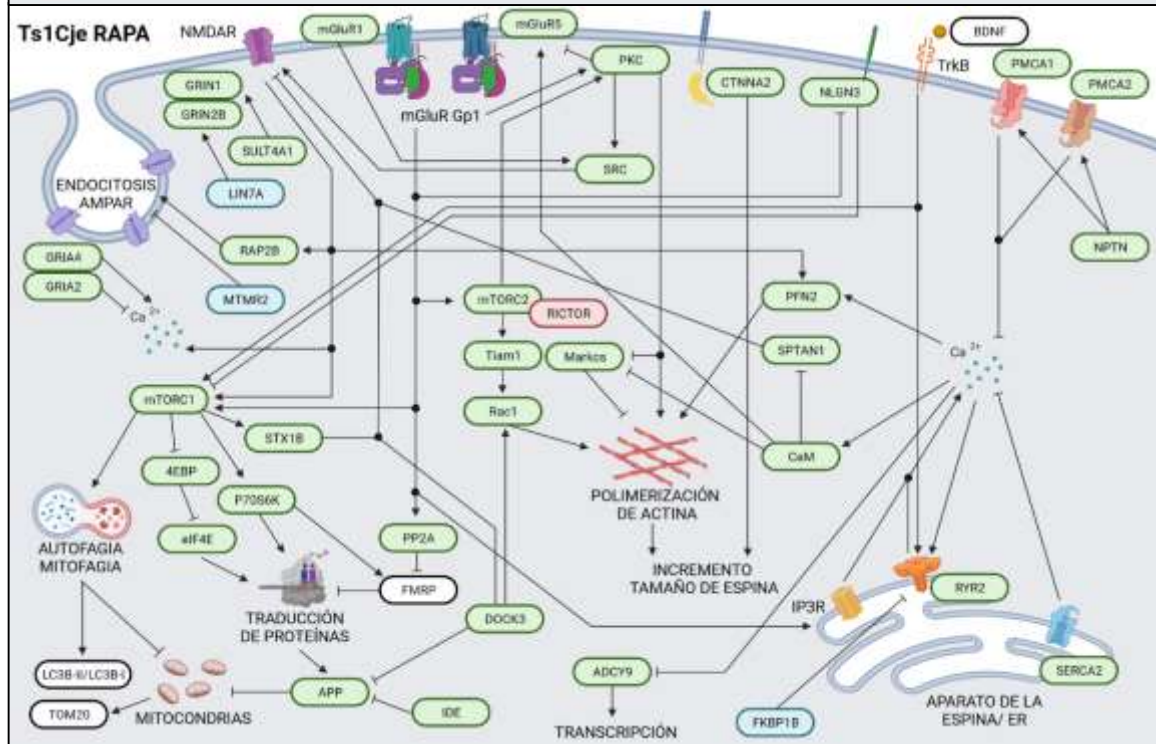 Ts1Cje RAPA
NMDAR
mGluR1
mGluR5
BDNF
TrkB
PKC
CTNNA2
NLGN3
PMCA1
PMCA2
GRIN1
GRIN2B
mGluR Gp1
SULT4A1
SRC
LIN7A
ENDOCITOSIS
AMPAR
RAP2B
NPTN
GRIA4
GRIA2
MTMR2
mTORC2
RICTOR
PFN2
Ca 2+
Tiam1
Markos
SPTAN1
Ca 2+
mTORC1
Rac1
STX1B
CaM
4EBP
P70S6K
POLIMERIZACIÓN
DE ACTINA
eIF4E
PP2A
AUTOFAGIA
MITOFAGIA
INCREMENTO
TAMAÑO DE ESPINA
FMRP
RYR2
IP3R
TRADUCCIÓN
DE PROTEÍNAS
DOCK3
LC3B-II/LC3B-I
ADCY9
SERCA2
APP
TOM20
MITOCONDRIAS
IDE
TRANSCRIPCIÓN
FKBP1B
APARATO DE LA
ESPINA/ ER